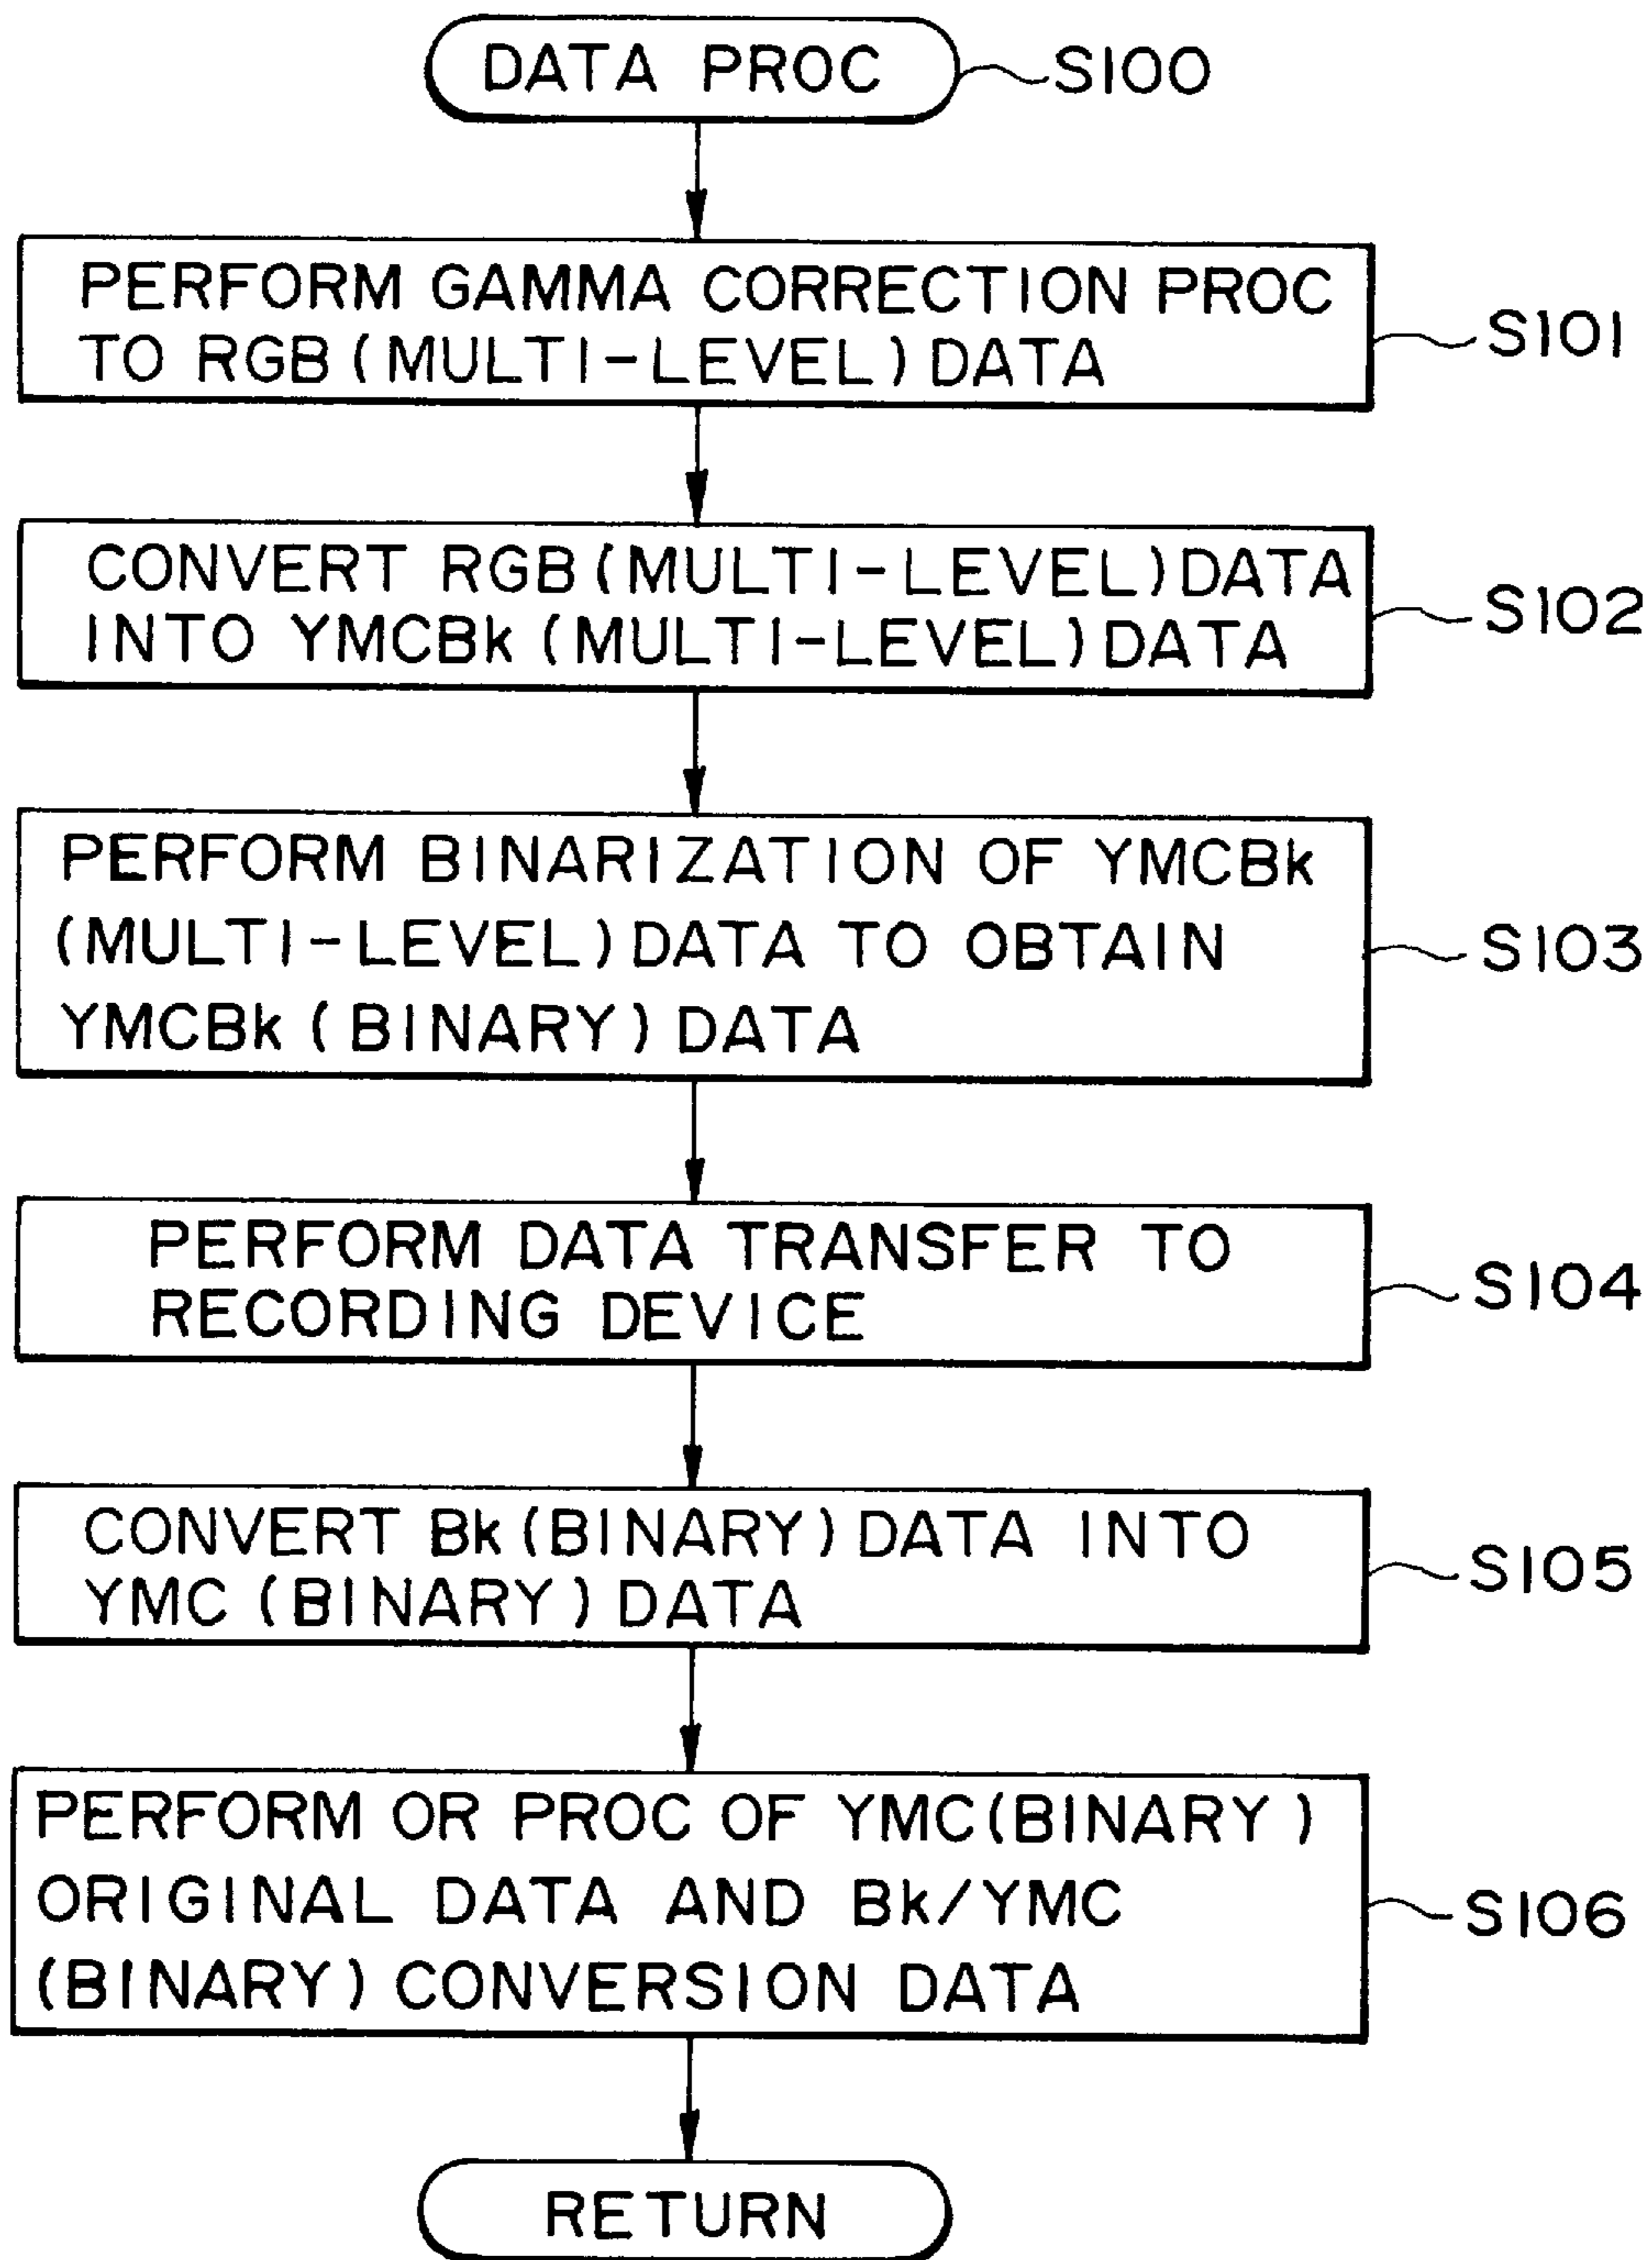 DATA PROC
S100
PERFORM GAMMA CORRECTION PROC
TO RGB (MULTI-LEVEL) DATA
S101
CONVERT RGB (MULTI-LEVEL) DATA
INTO YMCBk (MULTI-LEVEL) DATA
S102
PERFORM BINARIZATION OF YMCBk
(MULTI-LEVEL) DATA TO OBTAIN
YMCBk (BINARY) DATA
S103
PERFORM DATA TRANSFER TO
RECORDING DEVICE
S104
CONVERT Bk (BINARY) DATA INTO
YMC (BINARY) DATA
S105
PERFORM OR PROC OF YMC (BINARY)
ORIGINAL DATA AND Bk/YMC
(BINARY) CONVERSION DATA
S106
RETURN